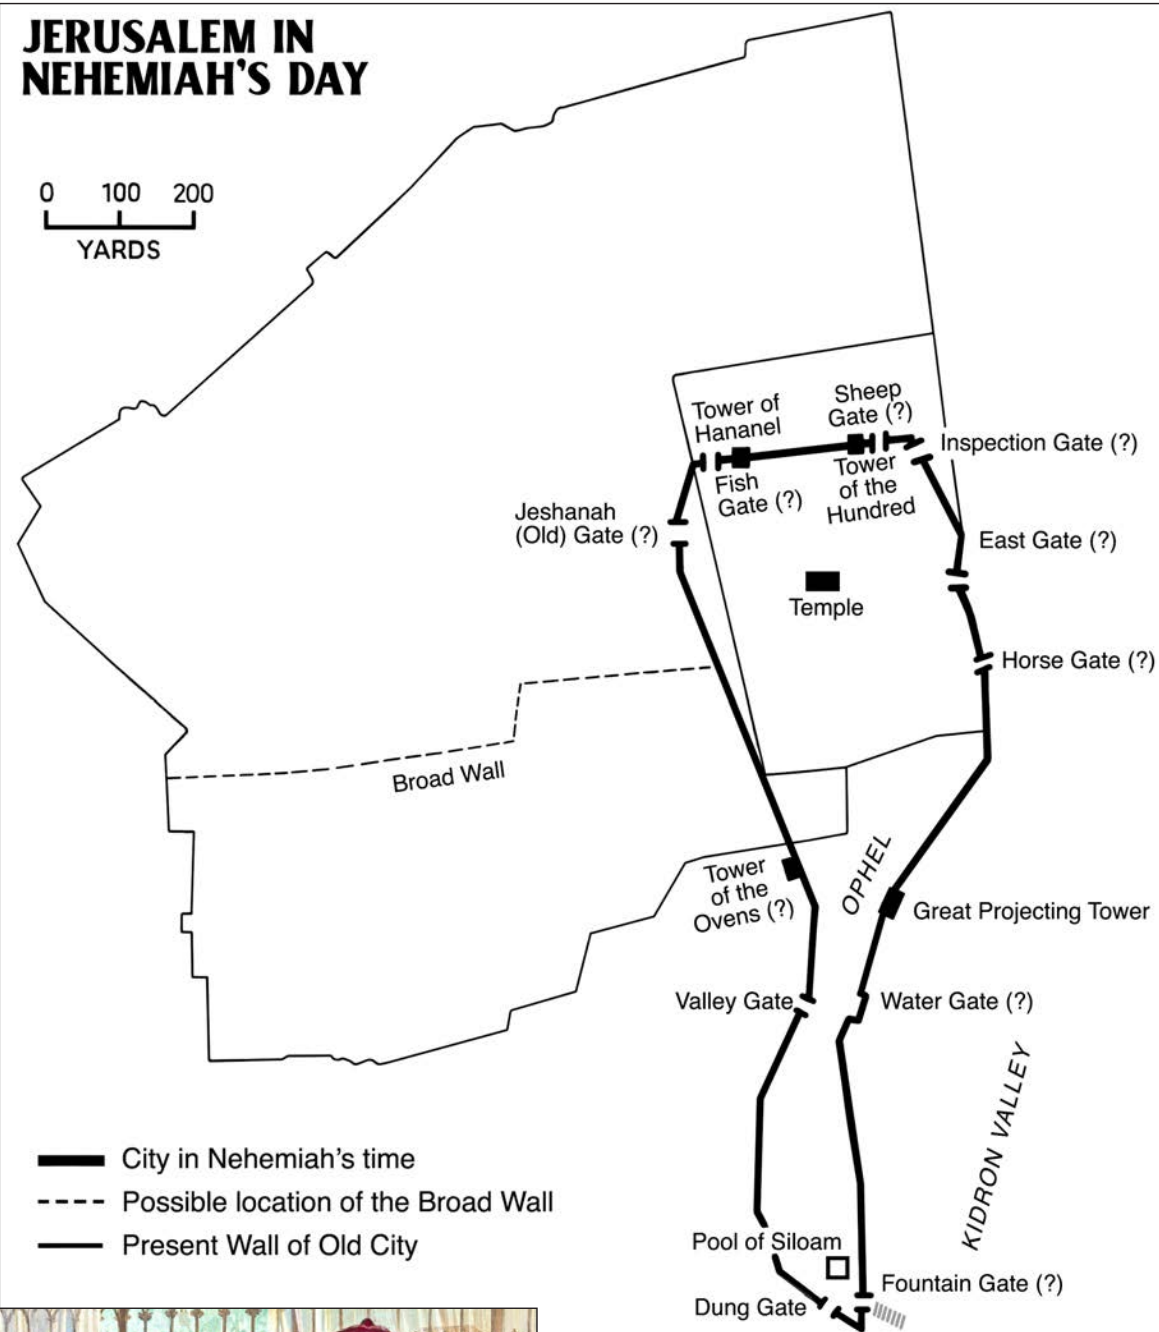 JERUSALEM IN
NEHEMIAH'S DAY
0 100 200
YARDS
Tower of
Hananel
Sheep
Gate (?)
Inspection Gate (?)
Fish
Gate (?)
Tower
of the
Hundred
Jeshanah
(Old) Gate (?)
East Gate (?)
Temple
Horse Gate (?)
Broad Wall
Tower
of the
Ovens (?)
OPHEL
Great Projecting Tower
Valley Gate
Water Gate (?)
KIDRON VALLEY
City in Nehemiah's time
Possible location of the Broad Wall
Present Wall of Old City
Pool of Siloam
Fountain Gate (?)
Dung Gate